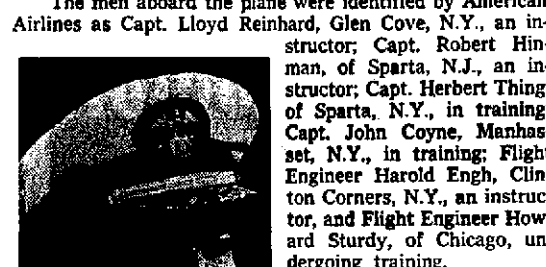 The men aboard the plane were identified by American
Airlines as Capt. Lloyd Reinhard, Glen Cove, N.Y., an in-
structor; Capt. Robert Hin-
man, of Sparta, N.J., an in-
structor; Capt. Herbert Thing
of Sparta, N.Y., in training
Capt. John Coyne, Manhas
set, N.Y., in training; Flight
Engineer Harold Engh, Clin
ton Corners, N.Y., an instruc
tor, and Flight Engineer How
ard Sturdy, of Chicago, un
dergoing training.